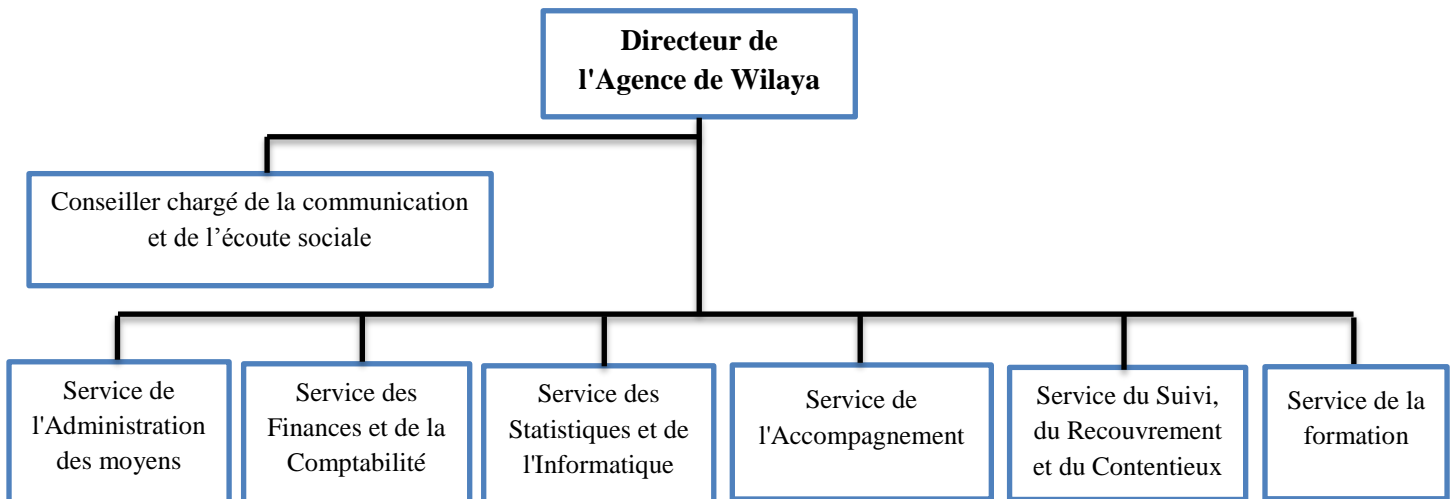 Directeur de
l'Agence de Wilaya
Conseiller chargé de la communication
et de l’écoute sociale
Service de
l'Administration
des moyens
Service des
Finances et de la
Comptabilité
Service des
Statistiques et de
l'Informatique
Service de
l'Accompagnement
Service du Suivi,
du Recouvrement
et du Contentieux
Service de la
formation